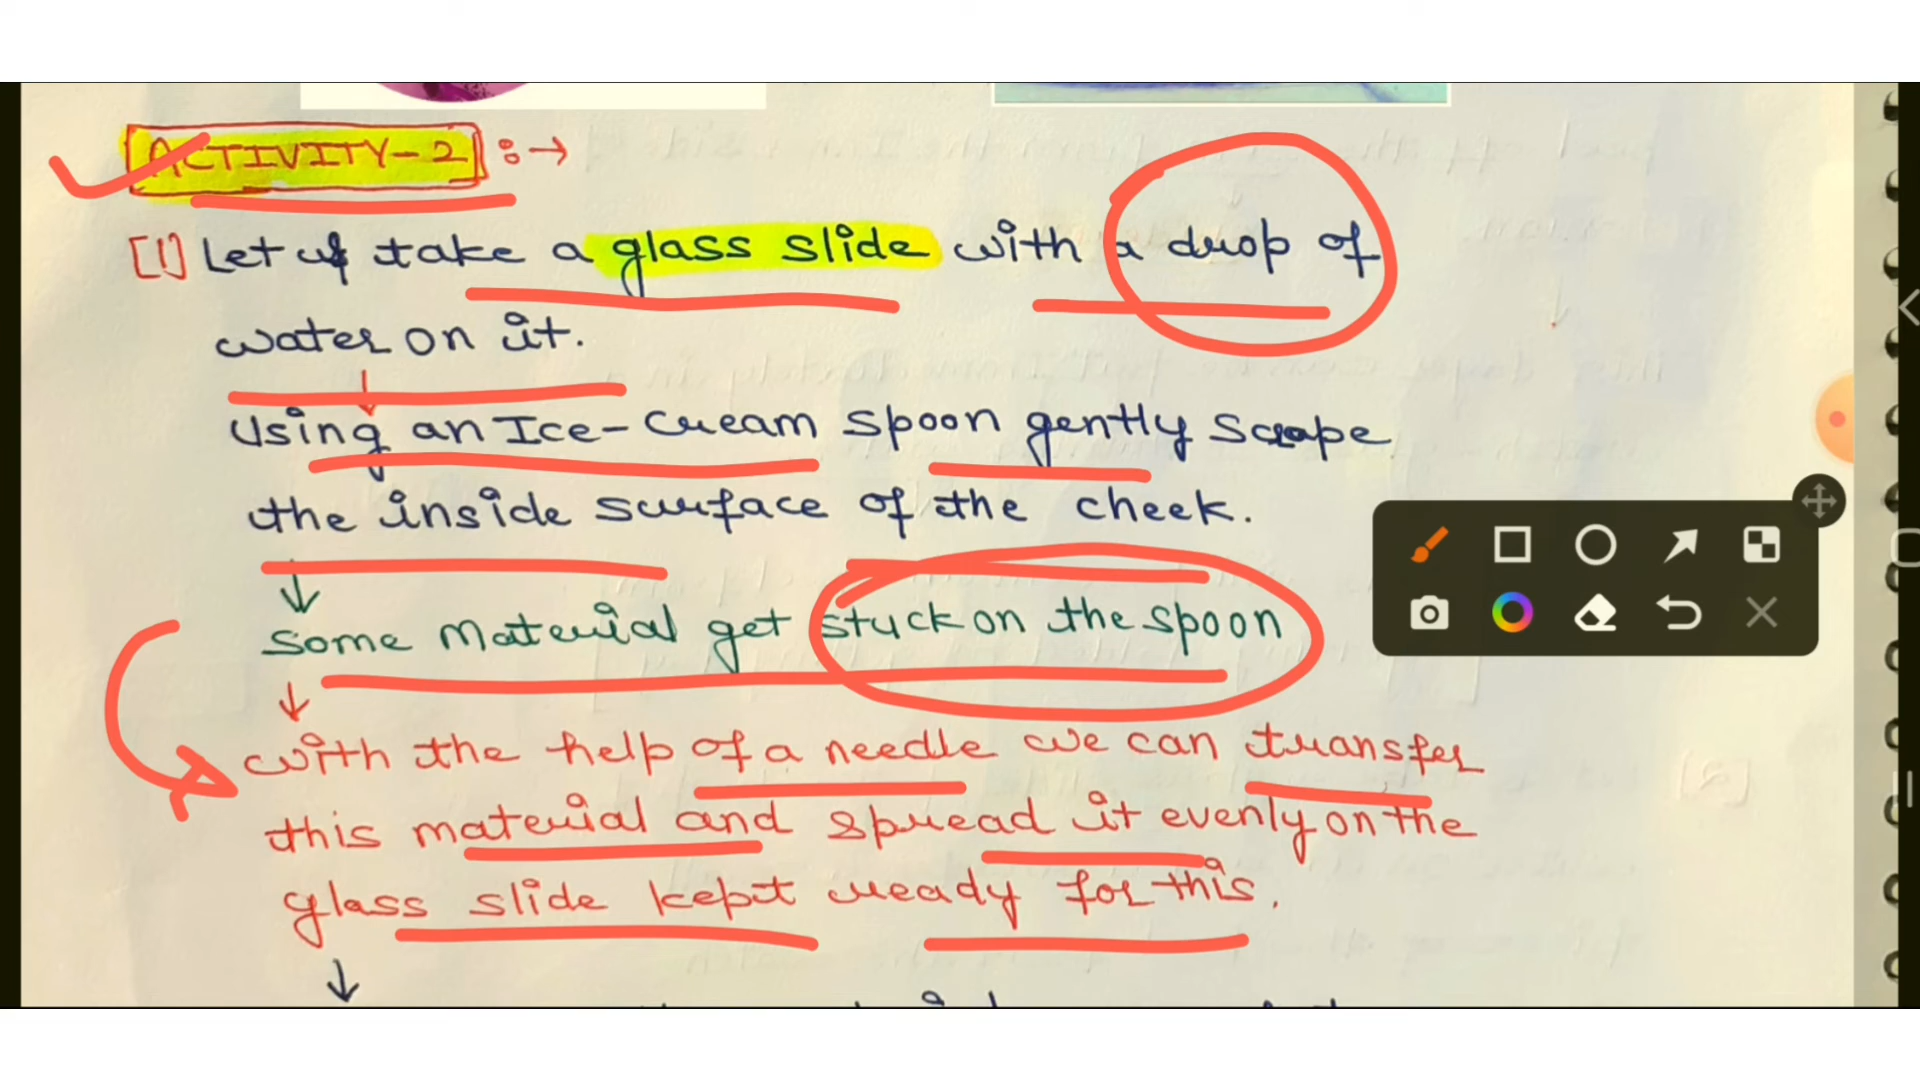 ACTIVITY-2 :→
[1] Let us take a glass slide with a drop of
water on it.
Using an Ice-cream spoon gently scrape
the inside surface of the cheek.
Some material get stuck on the spoon
with the help of a needle we can transfer
this material and spread it evenly on the
glass slide kept ready for this.